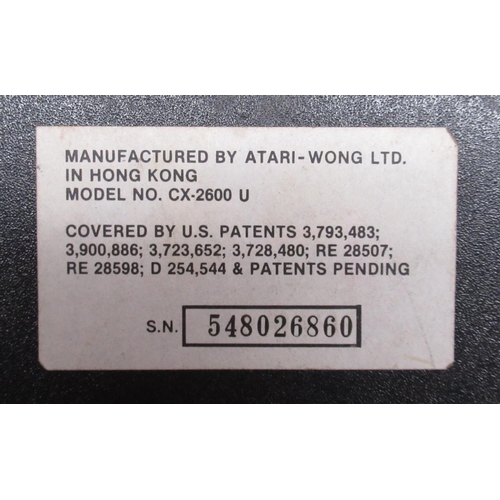 MANUFACTURED BY ATARI-WONG LTD.
IN HONG KONG
MODEL NO. CX-2600 U
COVERED BY U.S. PATENTS 3,793,483;
3,900,886; 3,723,652; 3,728,480; RE 28507;
RE 28598; D 254,544 & PATENTS PENDING
S.N. 548026860